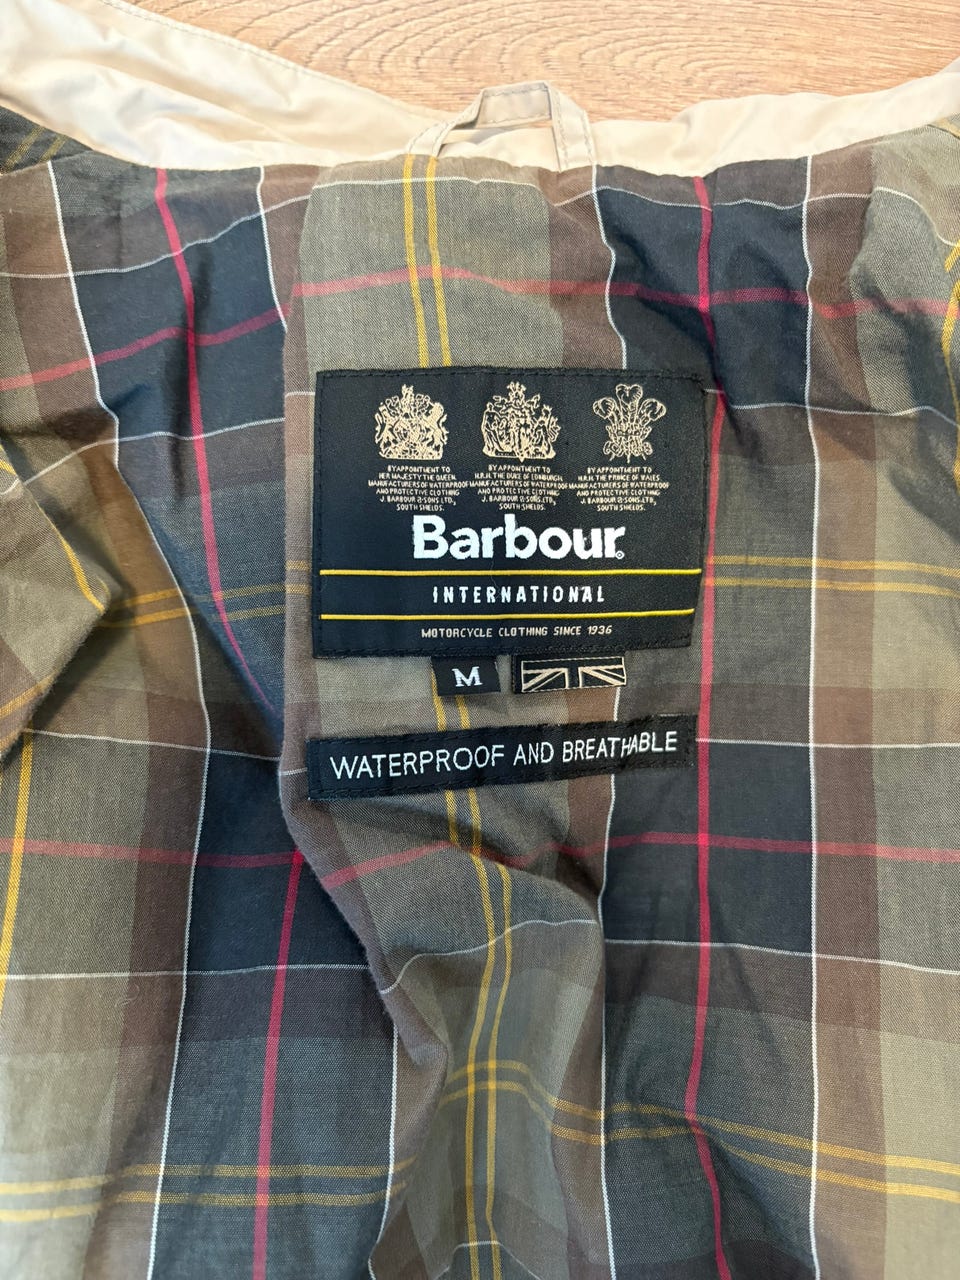 BY APPOINTMENT TO
HER MAJESTY THE QUEEN
MANUFACTURERS OF WATERPROOF
AND PROTECTIVE CLOTHING
J. BARBOUR & SONS LTD,
SOUTH SHIELDS.
BY APPOINTMENT TO
H.R.H. THE DUKE OF EDINBURGH
MANUFACTURERS OF WATERPROOF
AND PROTECTIVE CLOTHING
J. BARBOUR & SONS LTD,
SOUTH SHIELDS.
BY APPOINTMENT TO
H.R.H. THE PRINCE OF WALES
MANUFACTURERS OF WATERPROOF
AND PROTECTIVE CLOTHING
J. BARBOUR & SONS LTD,
SOUTH SHIELDS.
Barbour®
INTERNATIONAL
MOTORCYCLE CLOTHING SINCE 1936
M
WATERPROOF AND BREATHABLE